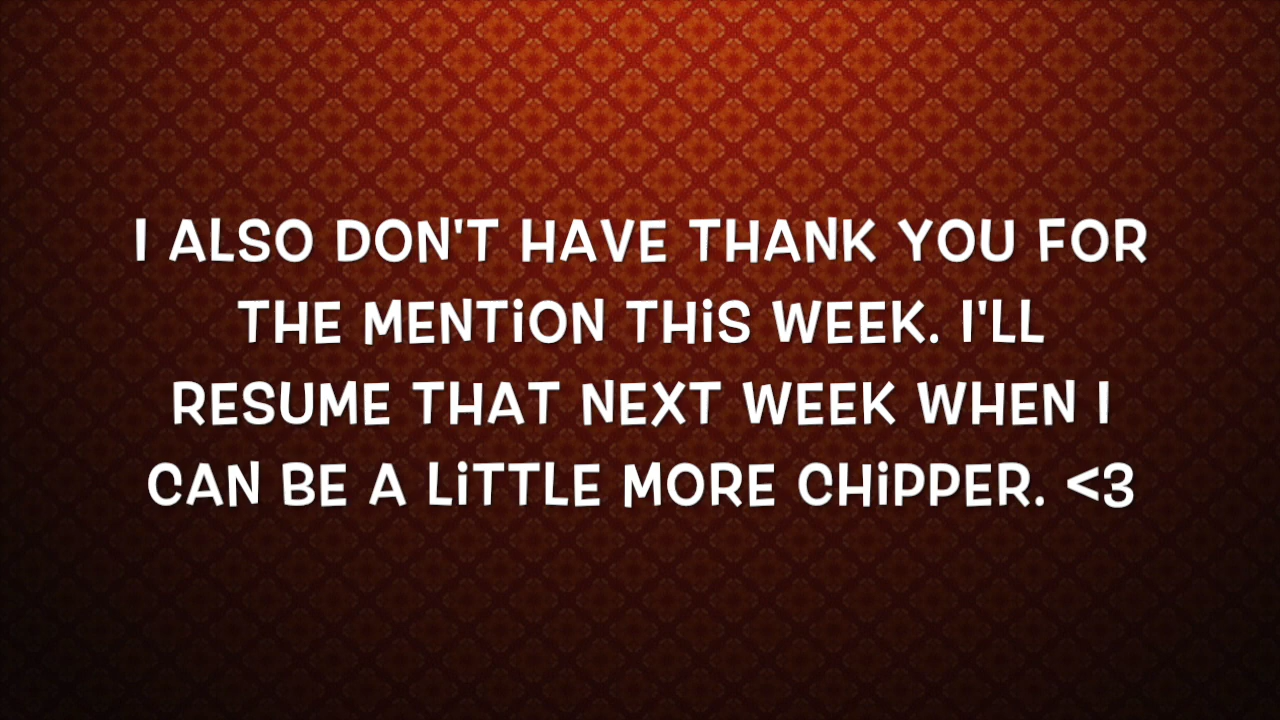 I ALSO DON'T HAVE THANK YOU FOR
THE MENTION THIS WEEK. I'LL
RESUME THAT NEXT WEEK WHEN I
CAN BE A LITTLE MORE CHIPPER. <3